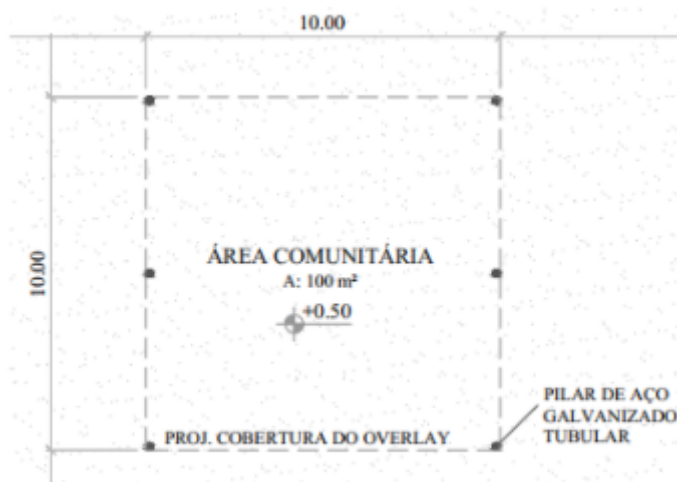 10.00
10.00
ÁREA COMUNITÁRIA
A: 100 m²
+0.50
PROJ. COBERTURA DO OVERLAY
PILAR DE AÇO
GALVANIZADO
TUBULAR